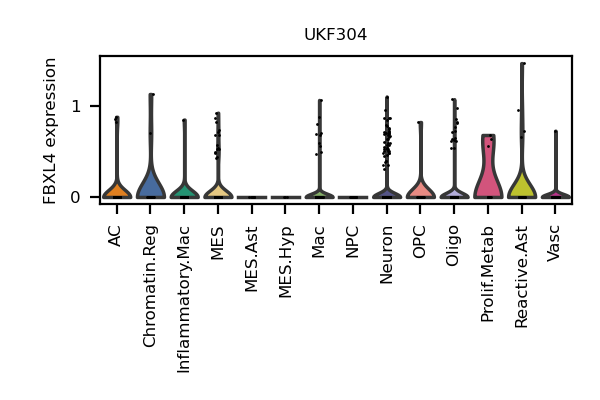 UKF304
FBXL4 expression
1
0
AC
Chromatin.Reg
Inflammatory.Mac
MES
MES.Ast
MES.Hyp
Mac
NPC
Neuron
OPC
Oligo
Prolif.Metab
Reactive.Ast
Vasc